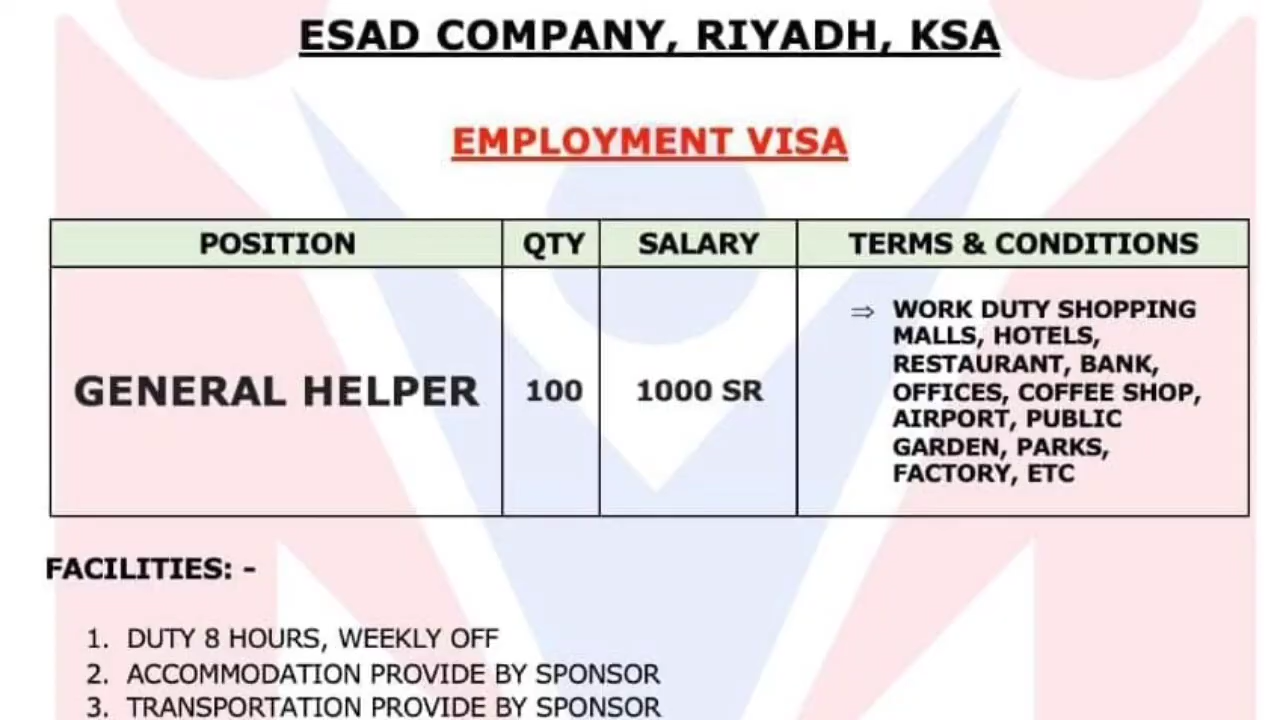 ESAD COMPANY, RIYADH, KSA
EMPLOYMENT VISA
POSITION QTY SALARY TERMS & CONDITIONS
GENERAL HELPER 100 1000 SR
⇒ WORK DUTY SHOPPING
MALLS, HOTELS,
RESTAURANT, BANK,
OFFICES, COFFEE SHOP,
AIRPORT, PUBLIC
GARDEN, PARKS,
FACTORY, ETC
FACILITIES: -
1. DUTY 8 HOURS, WEEKLY OFF
2. ACCOMMODATION PROVIDE BY SPONSOR
3. TRANSPORTATION PROVIDE BY SPONSOR